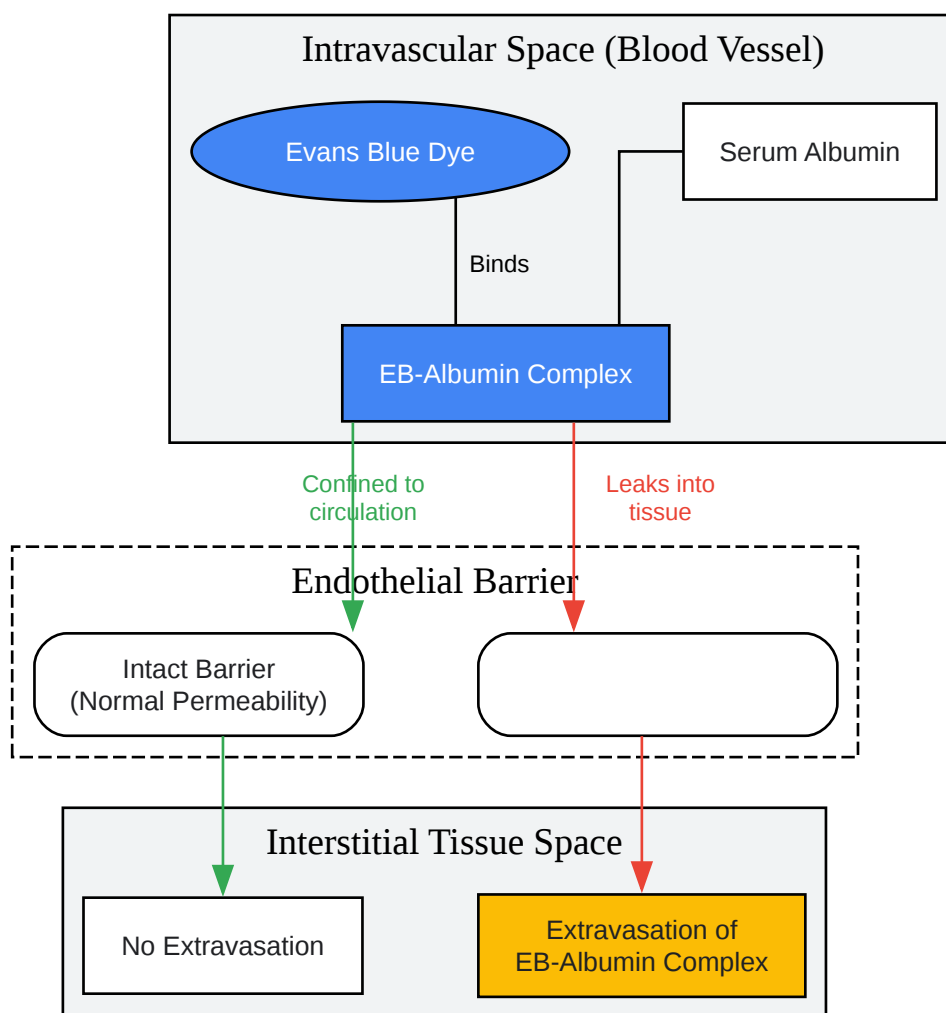 Intravascular Space (Blood Vessel)
Evans Blue Dye
Serum Albumin
Binds
EB-Albumin Complex
Confined to
circulation
Leaks into
tissue
Endothelial Barrier
Intact Barrier
(Normal Permeability)
Interstitial Tissue Space
No Extravasation
Extravasation of
EB-Albumin Complex